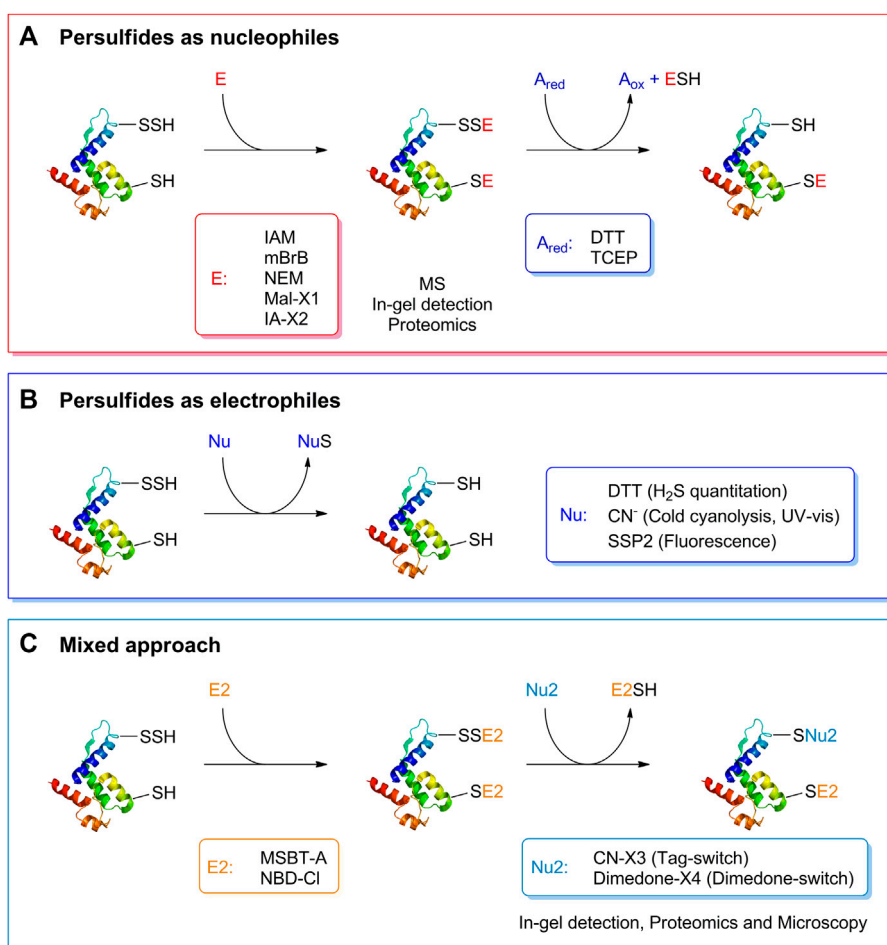 A Persulfides as nucleophiles
E
A_red
A_ox + ESH
SSH
SSE
SH
SH
SE
SE
E:
IAM
mBrB
NEM
Mal-X1
IA-X2
MS
In-gel detection
Proteomics
A_red:
DTT
TCEP
B Persulfides as electrophiles
Nu
NuS
SSH
SH
SH
SH
Nu:
DTT (H₂S quantitation)
CN⁻ (Cold cyanolysis, UV-vis)
SSP2 (Fluorescence)
C Mixed approach
E2
Nu2
E2SH
SSH
SSE2
SNu2
SH
SE2
SE2
E2:
MSBT-A
NBD-Cl
Nu2:
CN-X3 (Tag-switch)
Dimedone-X4 (Dimedone-switch)
In-gel detection, Proteomics and Microscopy